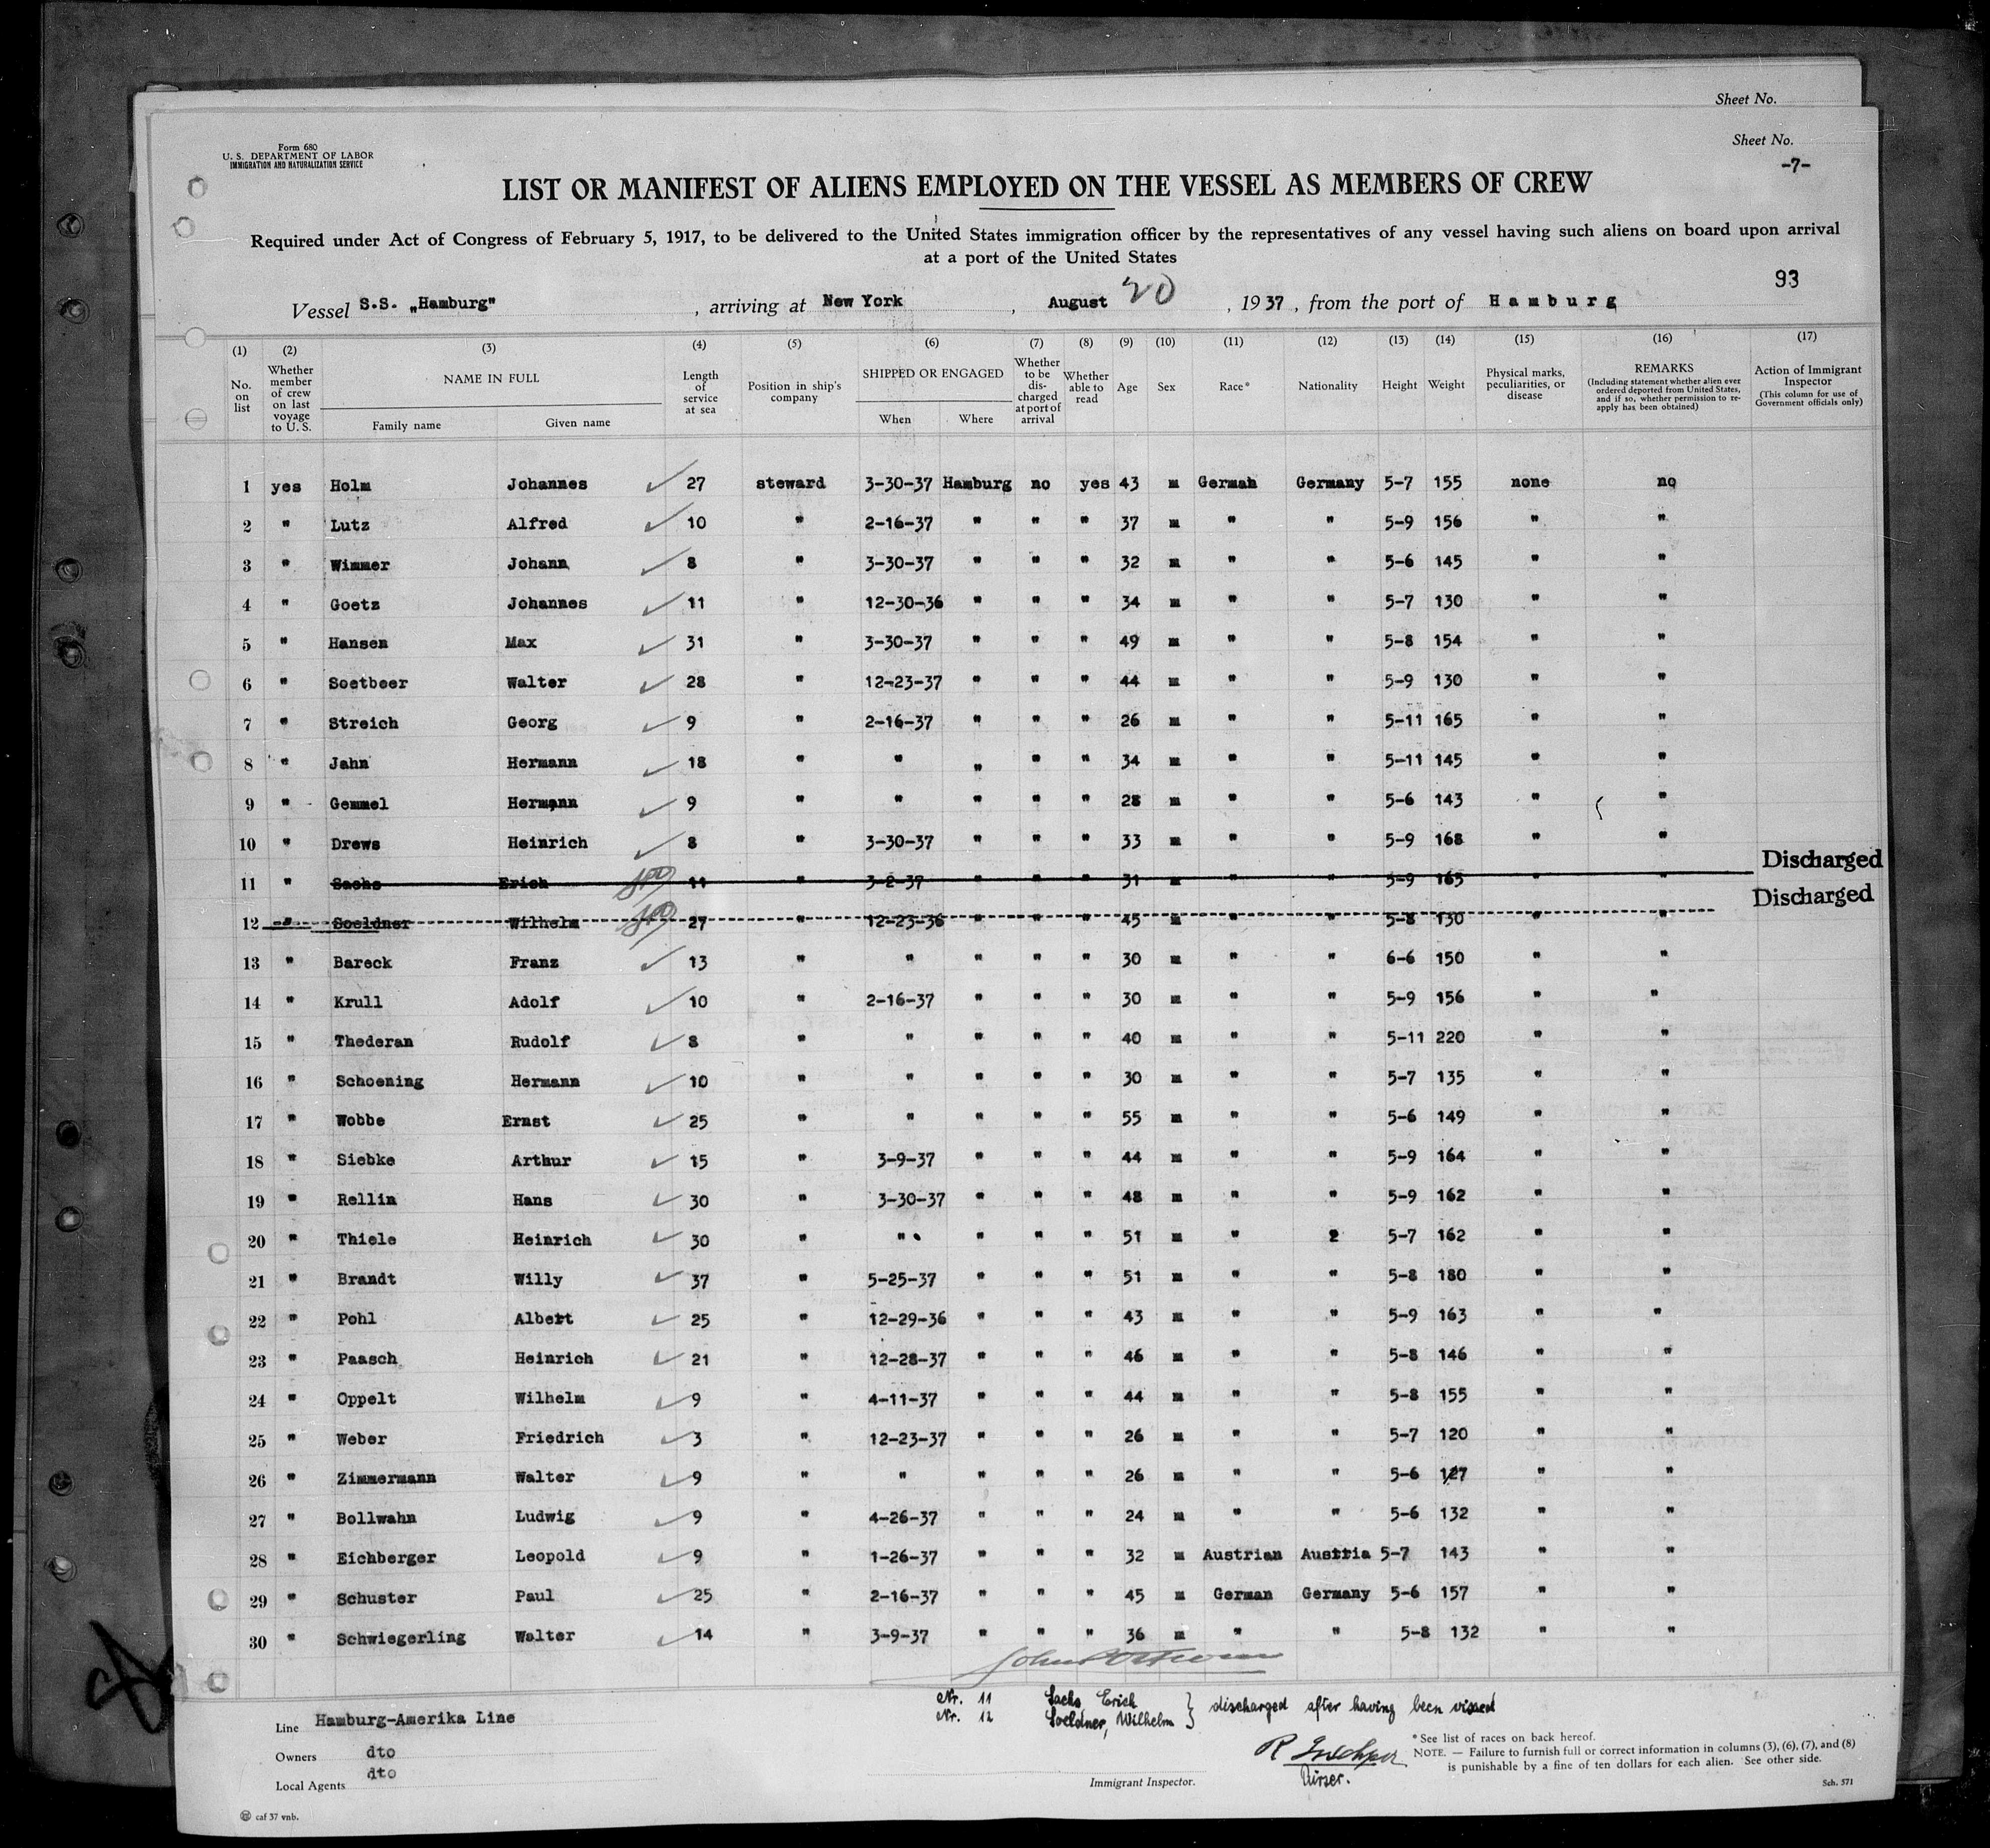 Sheet No.
Sheet No.
-7-
Form 680
U. S. DEPARTMENT OF LABOR
IMMIGRATION AND NATURALIZATION SERVICE
LIST OR MANIFEST OF ALIENS EMPLOYED ON THE VESSEL AS MEMBERS OF CREW
Required under Act of Congress of February 5, 1917, to be delivered to the United States immigration officer by the representatives of any vessel having such aliens on board upon arrival
at a port of the United States
93
Vessel S.S. „Hamburg" , arriving at New York , August 20 , 1937 , from the port of Hamburg
(1) (2) (3) (4) (5) (6) (7) (8) (9) (10) (11) (12) (13) (14) (15) (16) (17)
No. on list Whether member of crew on last voyage to U. S. NAME IN FULL Family name Given name Length of service at sea Position in ship's company SHIPPED OR ENGAGED When Where Whether to be discharged at port of arrival Whether able to read Age Sex Race* Nationality Height Weight Physical marks, peculiarities, or disease REMARKS (Including statement whether alien ever ordered deported from United States, and if so, whether permission to reapply has been obtained) Action of Immigrant Inspector (This column for use of Government officials only)
1 yes Holm Johannes 27 steward 3-30-37 Hamburg no yes 43 m German Germany 5-7 155 none no
2 " Lutz Alfred 10 " 2-16-37 " " " 37 m " " 5-9 156 " "
3 " Wimmer Johann 8 " 3-30-37 " " " 32 m " " 5-6 145 " "
4 " Goetz Johannes 11 " 12-30-36 " " " 34 m " " 5-7 130 " "
5 " Hansen Max 31 " 3-30-37 " " " 49 m " " 5-8 154 " "
6 " Soetbeer Walter 28 " 12-23-37 " " " 44 m " " 5-9 130 " "
7 " Streich Georg 9 " 2-16-37 " " " 26 m " " 5-11 165 " "
8 " Jahn Hermann 18 " " „ " " 34 m " " 5-11 145 " "
9 " Gemmel Hermann 9 " " " " " 28 m " " 5-6 143 " "
10 " Drews Heinrich 8 " 3-30-37 " " " 33 m " " 5-9 168 " "
11 " Sachs Erich 11 " 3-2-37 " " " 31 m " " 5-9 165 " " Discharged
12 " Soeldner Wilhelm 27 " 12-23-36 " " " 45 m " " 5-8 130 " " Discharged
13 " Bareck Franz 13 " " " " " 30 m " " 6-6 150 " "
14 " Krull Adolf 10 " 2-16-37 " " " 30 m " " 5-9 156 " "
15 " Thederan Rudolf 8 " " " " " 40 m " " 5-11 220 " "
16 " Schoening Hermann 10 " " " " " 30 m " " 5-7 135 " "
17 " Wobbe Ernst 25 " " " " " 55 m " " 5-6 149 " "
18 " Siebke Arthur 15 " 3-9-37 " " " 44 m " " 5-9 164 " "
19 " Rellin Hans 30 " 3-30-37 " " " 48 m " " 5-9 162 " "
20 " Thiele Heinrich 30 " " " " " 51 m " 2 5-7 162 " "
21 " Brandt Willy 37 " 5-25-37 " " " 51 m " " 5-8 180 " "
22 " Pohl Albert 25 " 12-29-36 " " " 43 m " " 5-9 163 " "
23 " Paasch Heinrich 21 " 12-28-37 " " " 46 m " " 5-8 146 " "
24 " Oppelt Wilhelm 9 " 4-11-37 " " " 44 m " " 5-8 155 " "
25 " Weber Friedrich 3 " 12-23-37 " " " 26 m " " 5-7 120 " "
26 " Zimmermann Walter 9 " " " " " 26 m " " 5-6 127 " "
27 " Bollwahn Ludwig 9 " 4-26-37 " " " 24 m " " 5-6 132 " "
28 " Eichberger Leopold 9 " 1-26-37 " " " 32 m Austrian Austria 5-7 143 " "
29 " Schuster Paul 25 " 2-16-37 " " " 45 m German Germany 5-6 157 " "
30 " Schwiegerling Walter 14 " 3-9-37 " " " 36 m " " 5-8 132 " "
Nr. 11 Sachs Erich } discharged after having been visaed
Nr. 12 Soeldner, Wilhelm
Line Hamburg-Amerika Line
Owners dto
Local Agents dto
Immigrant Inspector.
* See list of races on back hereof.
NOTE. — Failure to furnish full or correct information in columns (3), (6), (7), and (8)
is punishable by a fine of ten dollars for each alien. See other side.
Sch. 571
caf 37 vnb.